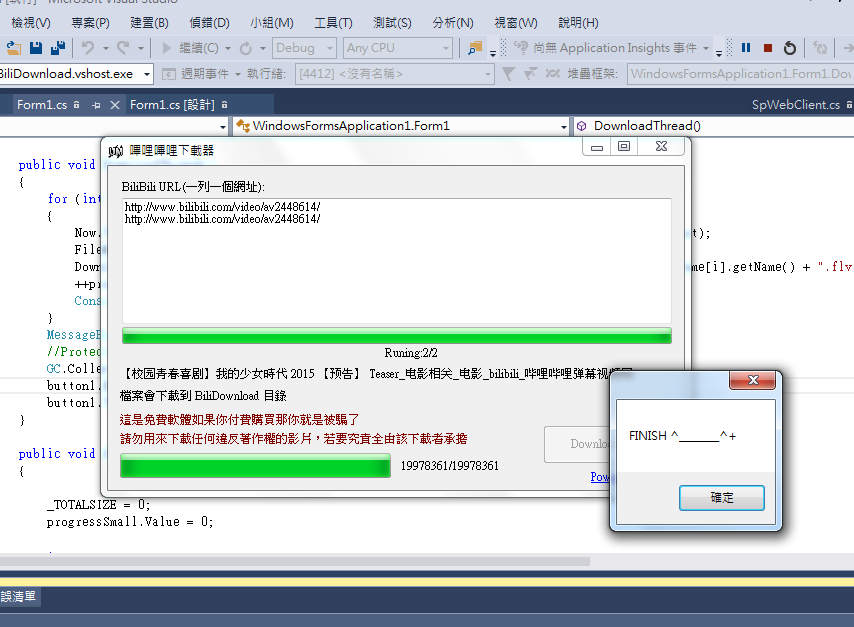 Microsoft Visual Studio
檢視(V) 專案(P) 建置(B) 偵錯(D) 小組(M) 工具(T) 測試(S) 分析(N) 視窗(W) 說明(H)
繼續(C) Debug Any CPU 尚無 Application Insights 事件
BiliDownload.vshost.exe 週期事件 執行緒: [4412] <沒有名稱> 堆疊框架: WindowsFormsApplication1.Form1.Dov
Form1.cs Form1.cs [設計] SpWebClient.cs
WindowsFormsApplication1.Form1 DownloadThread()
嗶哩嗶哩下載器
public void
{
for (int
{
Now. t);
File
Down me[i].getName() + ".flv
++pr
Cons
}
MessageB
//Protec
GC.Colle
button1.
button1.
}
public void
{
_TOTALSIZE = 0;
progressSmall.Value = 0;
BiliBili URL(一列一個網址):
http://www.bilibili.com/video/av2448614/
http://www.bilibili.com/video/av2448614/
Runing:2/2
【校园青春喜剧】我的少女時代 2015 【预告】 Teaser_电影相关_电影_bilibili_哔哩哔哩弹幕视频网
檔案會下載到 BiliDownload 目錄
這是免費軟體如果你付費購買那你就是被騙了
請勿用來下載任何違反著作權的影片，若要究責全由該下載者承擔
Downlo
19978361/19978361
Pow
FINISH ^______^+
確定
誤清單